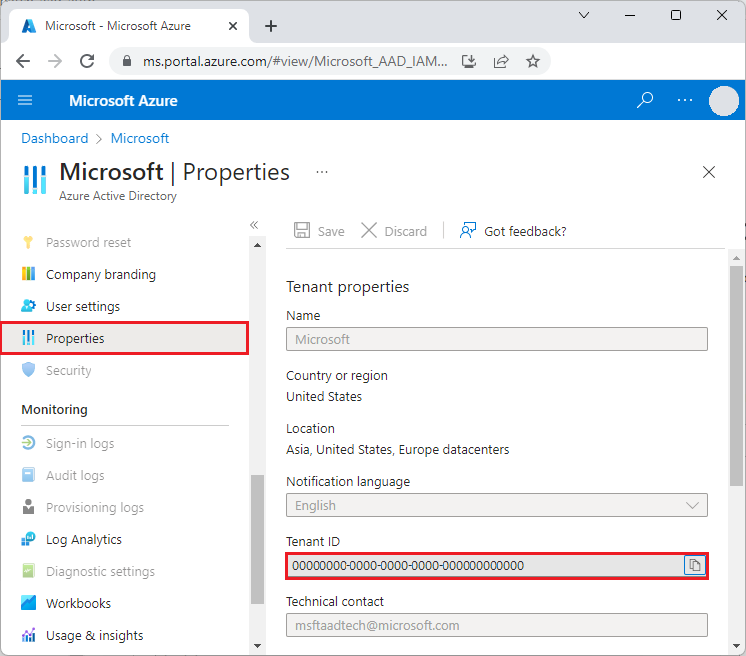 Microsoft - Microsoft Azure
ms.portal.azure.com/#view/Microsoft_AAD_IAM...
Microsoft Azure
Dashboard > Microsoft
Microsoft | Properties
Azure Active Directory
Password reset
Company branding
User settings
Properties
Security
Monitoring
Sign-in logs
Audit logs
Provisioning logs
Log Analytics
Diagnostic settings
Workbooks
Usage & insights
Save Discard Got feedback?
Tenant properties
Name
Microsoft
Country or region
United States
Location
Asia, United States, Europe datacenters
Notification language
English
Tenant ID
00000000-0000-0000-0000-000000000000
Technical contact
msftaadtech@microsoft.com